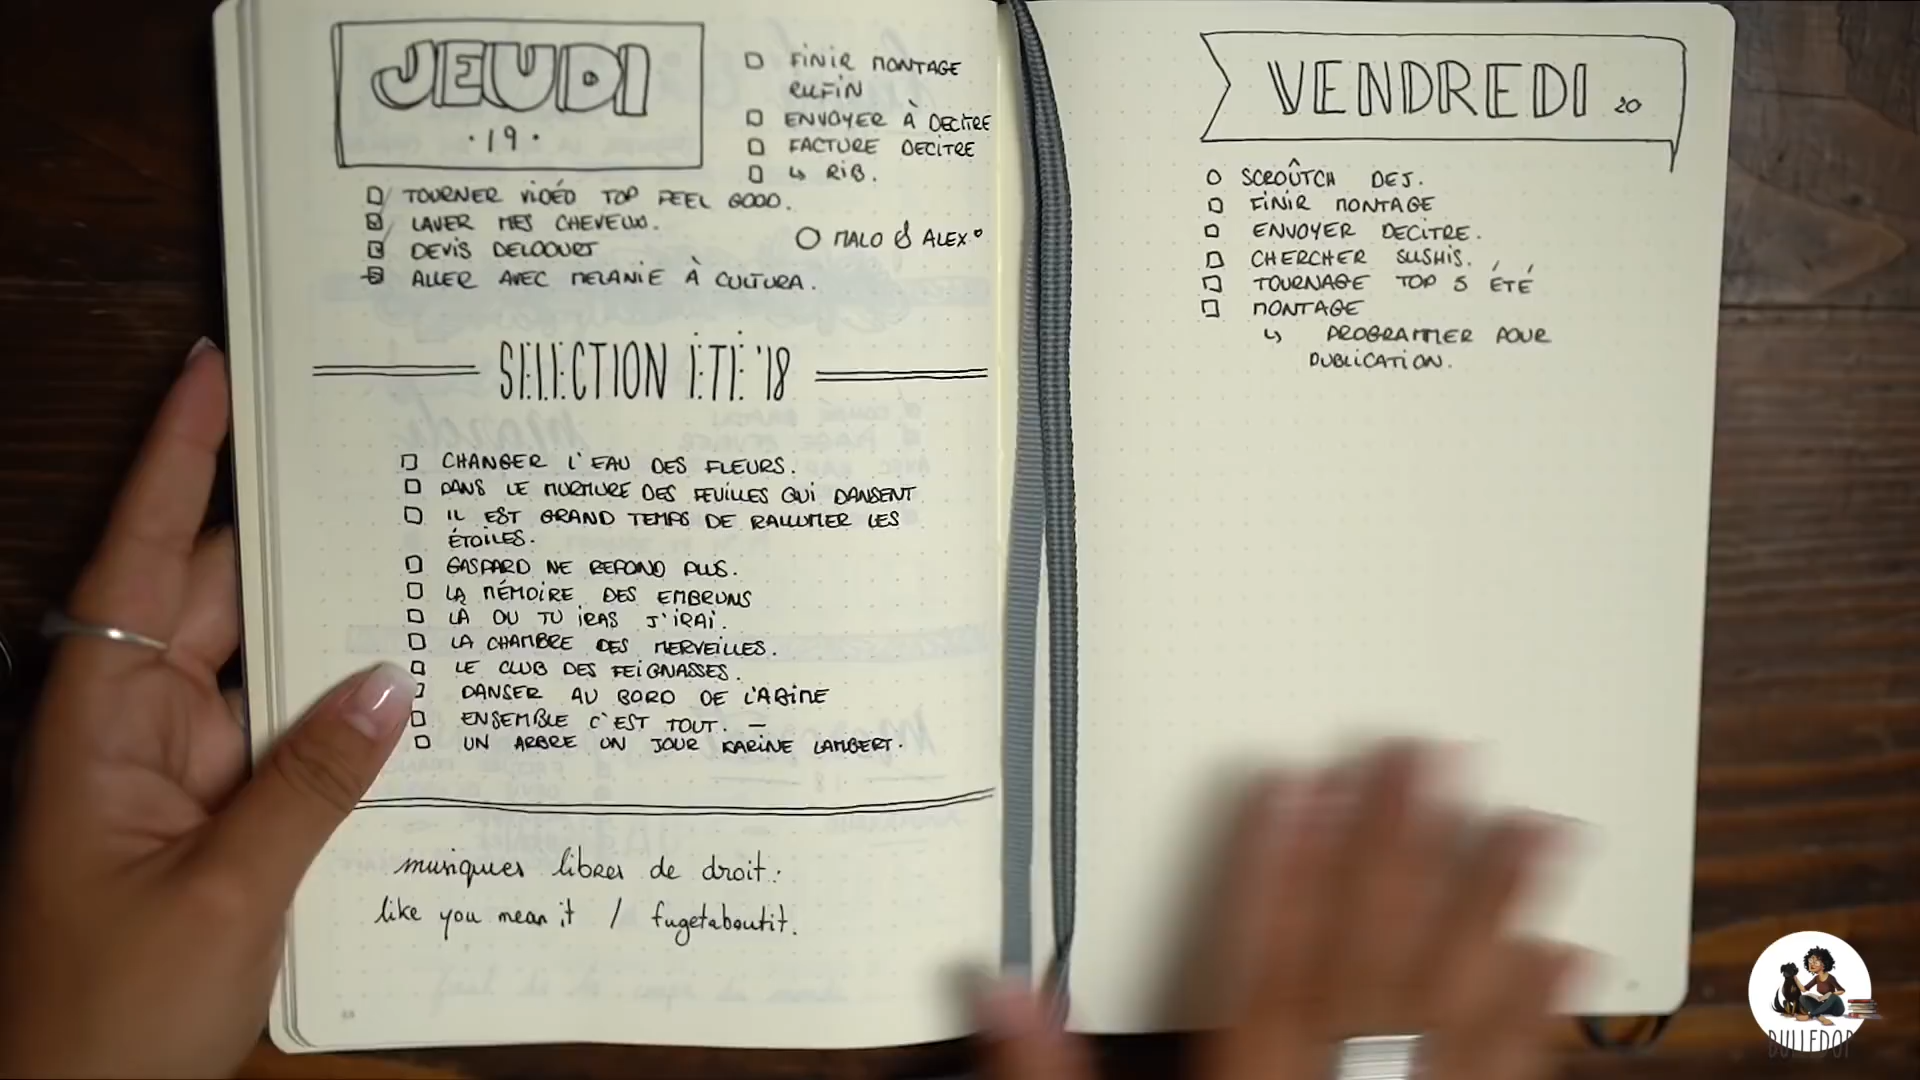 JEUDI
·19·
FINIR MONTAGE
RUFIN
ENVOYER À DECITRE
FACTURE DECITRE
↳ RIB.
TOURNER VIDÉO TOP FEEL GOOD.
LAVER MES CHEVEUX.
DEVIS DELCOURT
ALLER AVEC MELANIE À CULTURA.
MALO & ALEX
SELECTION ÉTÉ '18
CHANGER L'EAU DES FLEURS.
DANS LE MURMURE DES FEUILLES QUI DANSENT
IL EST GRAND TEMPS DE RALLUMER LES
ÉTOILES.
GASPARD NE REPOND PLUS.
LA MÉMOIRE DES EMBRUNS
LÀ OU TU IRAS J'IRAI.
LA CHAMBRE DES MERVEILLES.
LE CLUB DES FEIGNASSES.
DANSER AU BORD DE L'ABIME
ENSEMBLE C'EST TOUT. —
UN ARBRE UN JOUR KARINE LAMBERT.
musiques libres de droit:
like you mean it / fugetaboutit.
VENDREDI 20
SCROÛTCH DEJ.
FINIR MONTAGE
ENVOYER DECITRE.
CHERCHER SUSHIS.
TOURNAGE TOP 5 ÉTÉ
MONTAGE
↳ PROGRAMMER POUR
PUBLICATION.
BULLEDOP